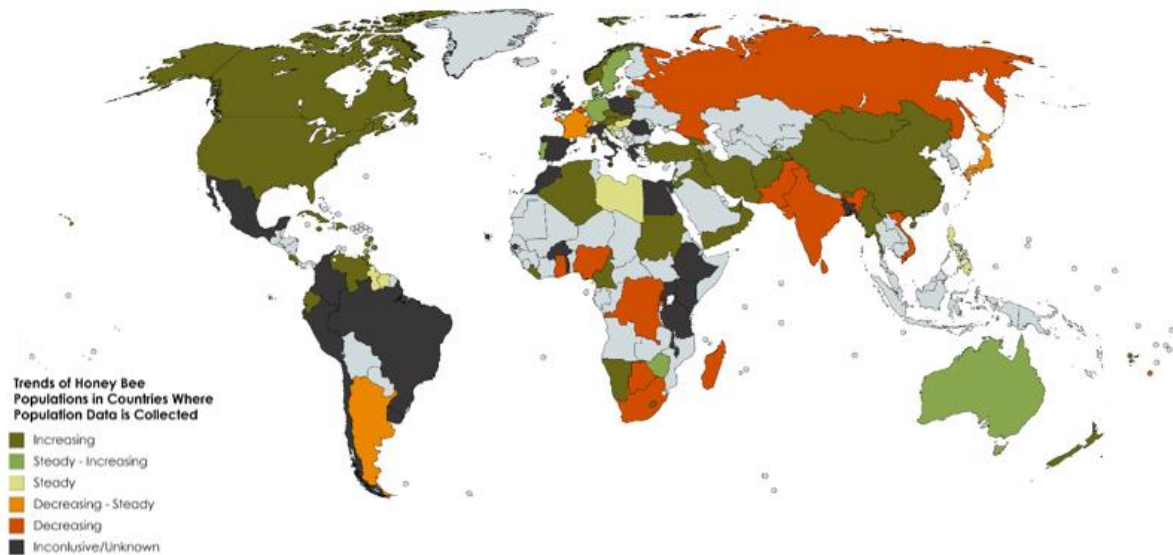 Trends of Honey Bee
Populations in Countries Where
Population Data is Collected
Increasing
Steady - Increasing
Steady
Decreasing - Steady
Decreasing
Inconlusive/Unknown